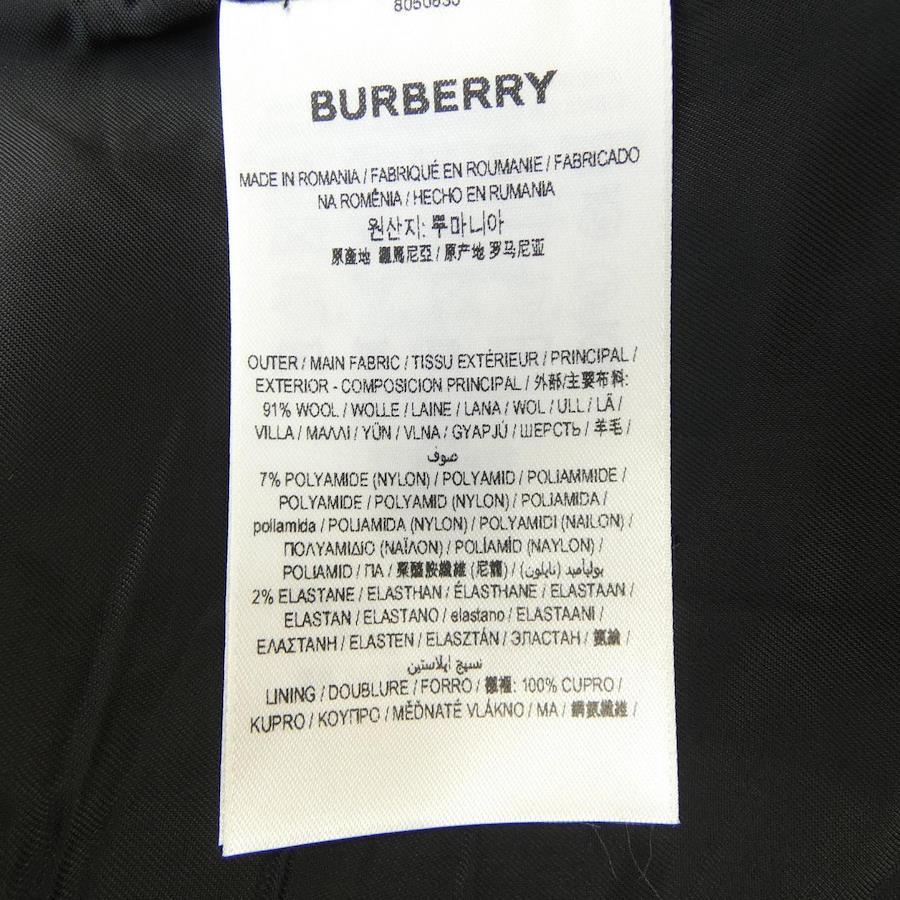 BURBERRY
MADE IN ROMANIA / FABRIQUÉ EN ROUMANIE / FABRICADO
NA ROMÉNIA / HECHO EN RUMANIA
원산지: 루마니아
原產地 羅馬尼亞 / 原产地 罗马尼亚
OUTER / MAIN FABRIC / TISSU EXTÉRIEUR / PRINCIPAL /
EXTERIOR - COMPOSICION PRINCIPAL / 外部/主要布料:
91% WOOL / WOLLE / LAINE / LANA / WOL / ULL / LÃ /
VILLA / ΜΑΛΛΙ / YÜN / VLNA / GYAPJÚ / ШЕРСТЬ / 羊毛 /
صوف
7% POLYAMIDE (NYLON) / POLYAMID / POLIAMMIDE /
POLYAMIDE / POLYAMID (NYLON) / POLIAMIDA /
poliamida / POLIAMIDA (NYLON) / POLYAMIDI (NAILON) /
ΠΟΛΥΑΜΙΔΙΟ (ΝΑΪΛΟΝ) / POLİAMİD (NAYLON) /
POLIAMID / ПА / 聚醯胺纖維 (尼龍) / بوليأميد (نايلون)
2% ELASTANE / ELASTHAN / ÉLASTHANE / ELASTAAN /
ELASTAN / ELASTANO / elastano / ELASTAANI /
ΕΛΑΣΤΑΝΗ / ELASTEN / ELASZTÁN / ЭЛАСТАН / 氨綸 /
نسيج إيلاستين
LINING / DOUBLURE / FORRO / 襯裡: 100% CUPRO /
KUPRO / ΚΟΥΠΡΟ / MĚĎNATÉ VLÁKNO / МА / 銅氨纖維 /